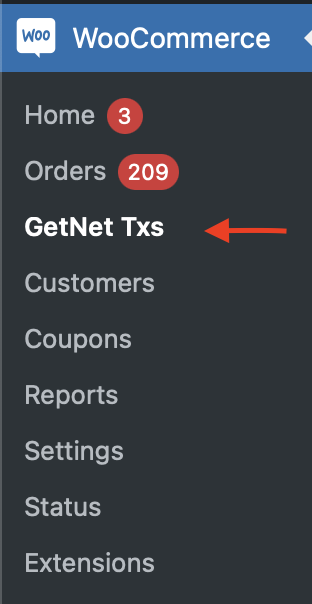 Woo WooCommerce
Home 3
Orders 209
GetNet Txs
Customers
Coupons
Reports
Settings
Status
Extensions